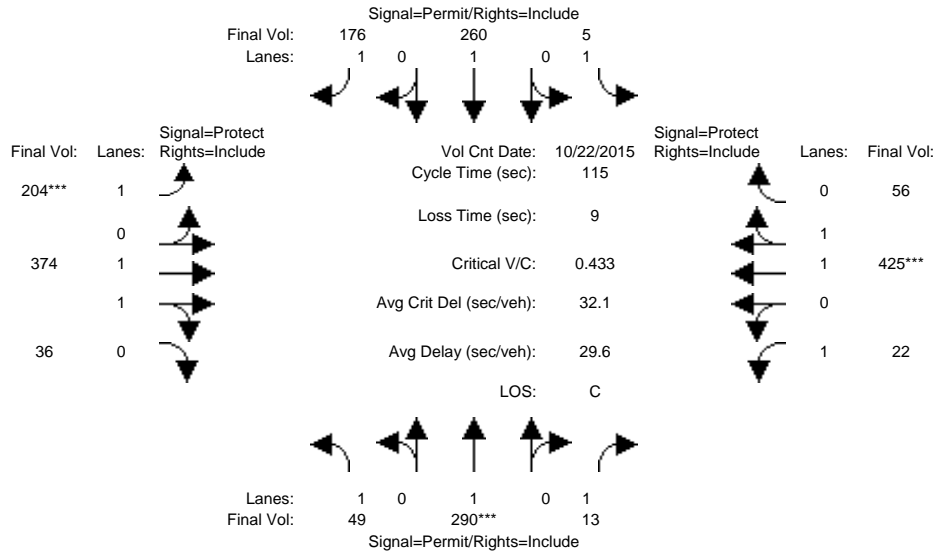 Signal=Permit/Rights=Include
Final Vol: 176 260 5
Lanes: 1 0 1 0 1
Signal=Protect Signal=Protect
Final Vol: Lanes: Rights=Include Vol Cnt Date: 10/22/2015 Rights=Include Lanes: Final Vol:
Cycle Time (sec): 115
204*** 1 0 56
Loss Time (sec): 9
0 1
374 1 Critical V/C: 0.433 1 425***
1 Avg Crit Del (sec/veh): 32.1 0
36 0 Avg Delay (sec/veh): 29.6 1 22
LOS: C
Lanes: 1 0 1 0 1
Final Vol: 49 290*** 13
Signal=Permit/Rights=Include